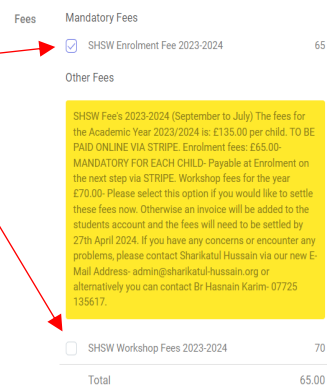 Fees
Mandatory Fees
SHSW Enrolment Fee 2023-2024 65
Other Fees
SHSW Fee's 2023-2024 (September to July) The fees for
the Academic Year 2023/2024 is: £135.00 per child. TO BE
PAID ONLINE VIA STRIPE. Enrolment fees: £65.00-
MANDATORY FOR EACH CHILD- Payable at Enrolment on
the next step via STRIPE. Workshop fees for the year
£70.00- Please select this option if you would like to settle
these fees now. Otherwise an invoice will be added to the
students account and the fees will need to be settled by
27th April 2024. If you have any concerns or encounter any
problems, please contact Sharikatul Hussain via our new E-
Mail Address- admin@sharikatul-hussain.org or
alternatively you can contact Br Hasnain Karim- 07725
135617.
SHSW Workshop Fees 2023-2024 70
Total 65.00